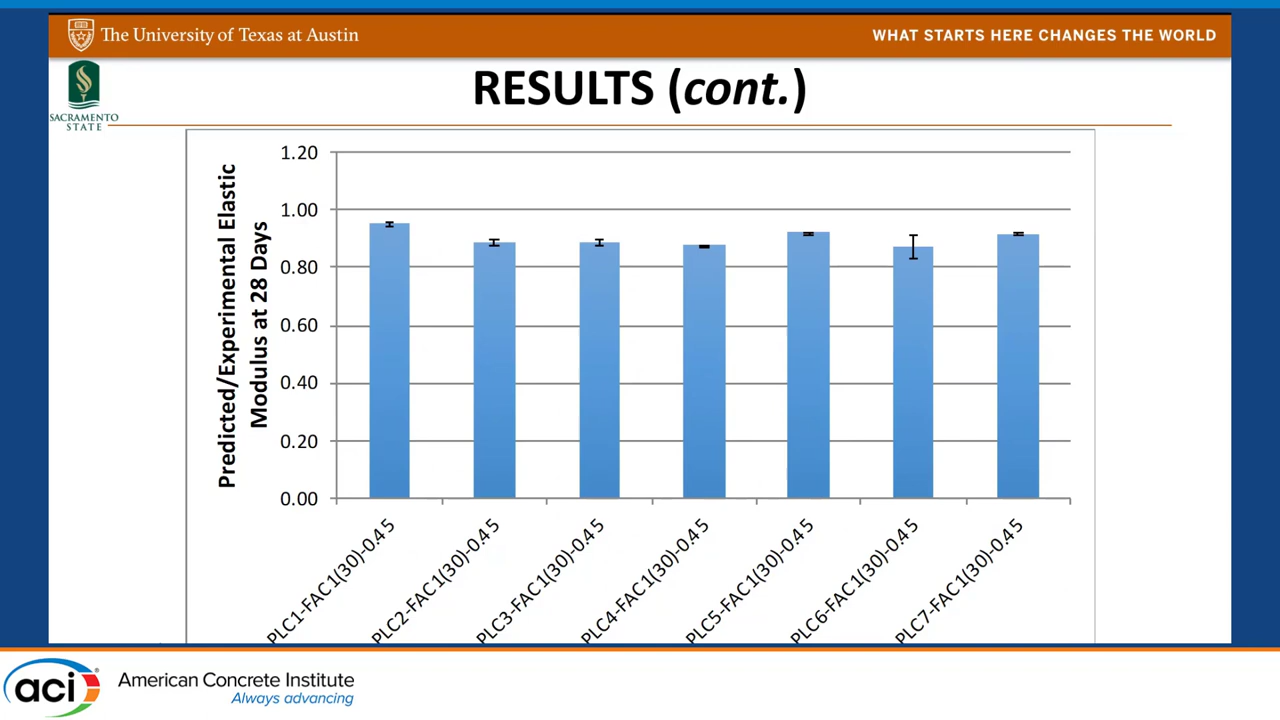 The University of Texas at Austin
WHAT STARTS HERE CHANGES THE WORLD
SACRAMENTO
STATE
RESULTS (cont.)
Predicted/Experimental Elastic
Modulus at 28 Days
1.20
1.00
0.80
0.60
0.40
0.20
0.00
PLC1-FAC1(30)-0.45
PLC2-FAC1(30)-0.45
PLC3-FAC1(30)-0.45
PLC4-FAC1(30)-0.45
PLC5-FAC1(30)-0.45
PLC6-FAC1(30)-0.45
PLC7-FAC1(30)-0.45
aci®
American Concrete Institute
Always advancing